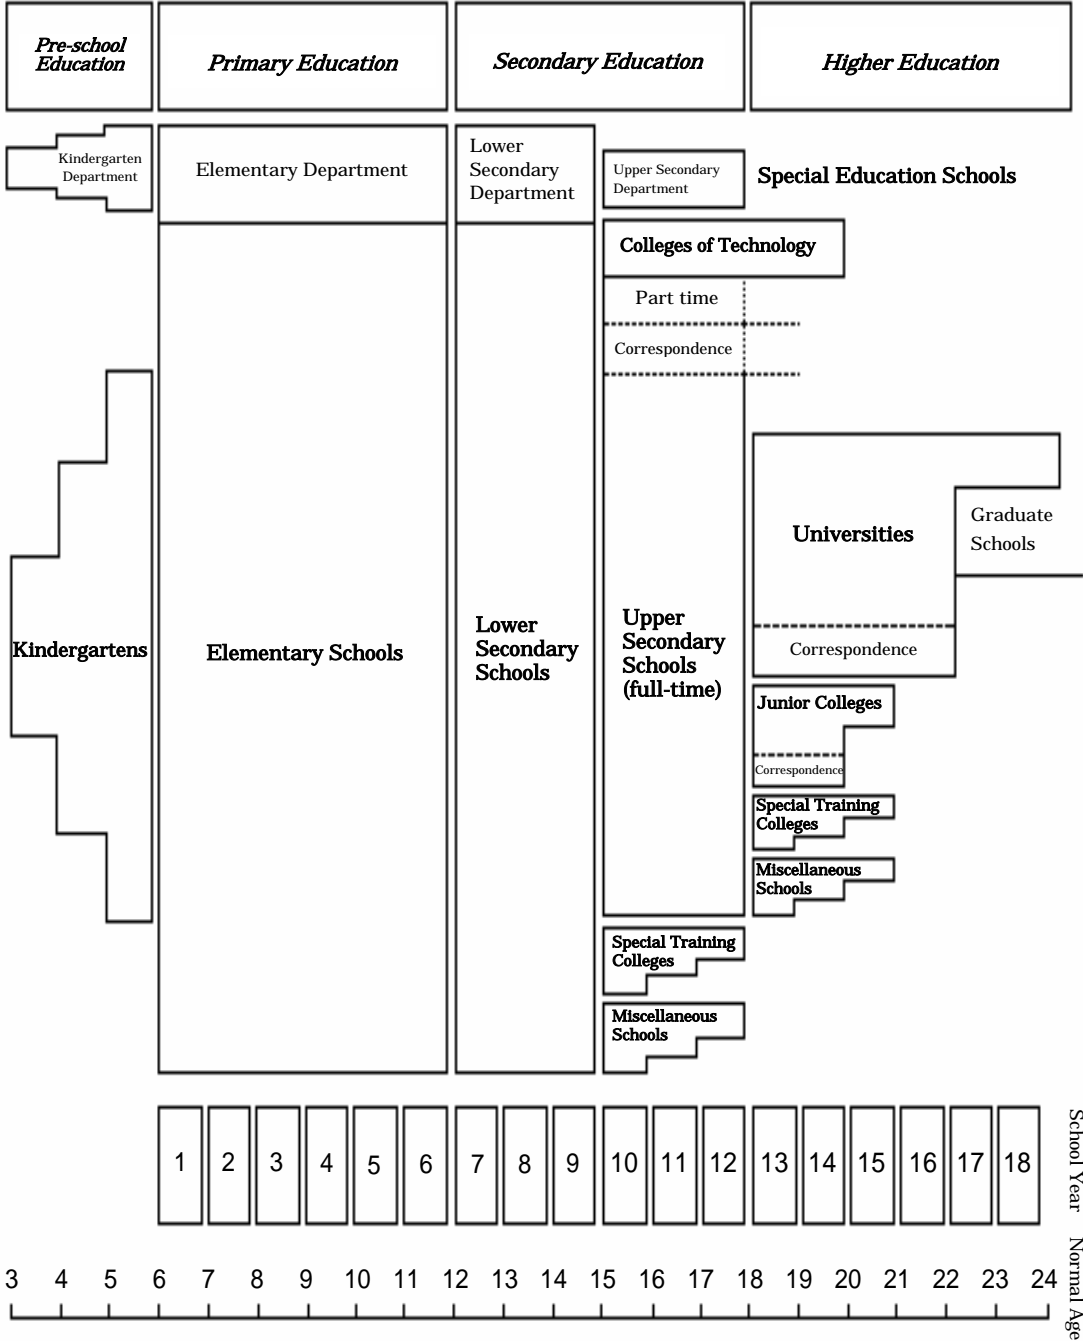 Pre-school
Education
Primary Education
Secondary Education
Higher Education
Kindergarten
Department
Elementary Department
Lower
Secondary
Department
Upper Secondary
Department
Special Education Schools
Colleges of Technology
Part time
Correspondence
Kindergartens
Elementary Schools
Lower
Secondary
Schools
Upper
Secondary
Schools
(full-time)
Universities
Graduate
Schools
Correspondence
Junior Colleges
Correspondence
Special Training
Colleges
Miscellaneous
Schools
Special Training
Colleges
Miscellaneous
Schools
1 2 3 4 5 6 7 8 9 10 11 12 13 14 15 16 17 18
School Year
3 4 5 6 7 8 9 10 11 12 13 14 15 16 17 18 19 20 21 22 23 24
Normal Age